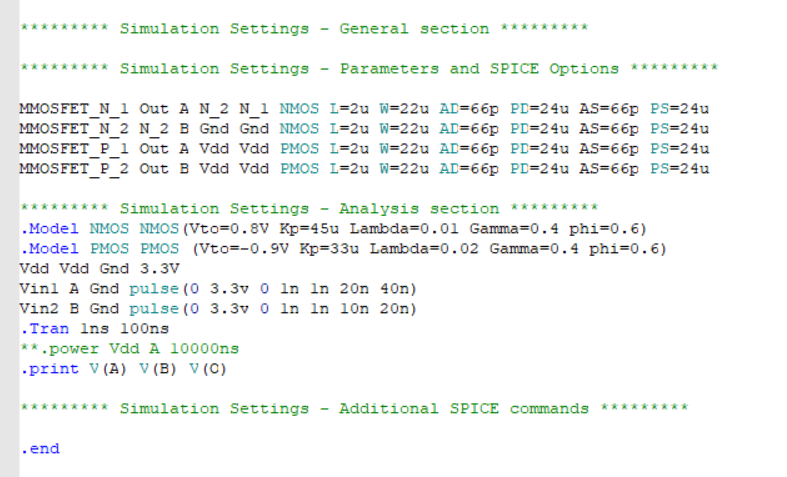 ********* Simulation Settings - General section *********
********* Simulation Settings - Parameters and SPICE Options *********
MMOSFET_N_1 Out A N_2 N_1 NMOS L=2u W=22u AD=66p PD=24u AS=66p PS=24u
MMOSFET_N_2 N_2 B Gnd Gnd NMOS L=2u W=22u AD=66p PD=24u AS=66p PS=24u
MMOSFET_P_1 Out A Vdd Vdd PMOS L=2u W=22u AD=66p PD=24u AS=66p PS=24u
MMOSFET_P_2 Out B Vdd Vdd PMOS L=2u W=22u AD=66p PD=24u AS=66p PS=24u
********* Simulation Settings - Analysis section *********
.Model NMOS NMOS(Vto=0.8V Kp=45u Lambda=0.01 Gamma=0.4 phi=0.6)
.Model PMOS PMOS (Vto=-0.9V Kp=33u Lambda=0.02 Gamma=0.4 phi=0.6)
Vdd Vdd Gnd 3.3V
Vin1 A Gnd pulse(0 3.3v 0 1n 1n 20n 40n)
Vin2 B Gnd pulse(0 3.3v 0 1n 1n 10n 20n)
.Tran 1ns 100ns
**.power Vdd A 10000ns
.print V(A) V(B) V(C)
********* Simulation Settings - Additional SPICE commands *********
.end